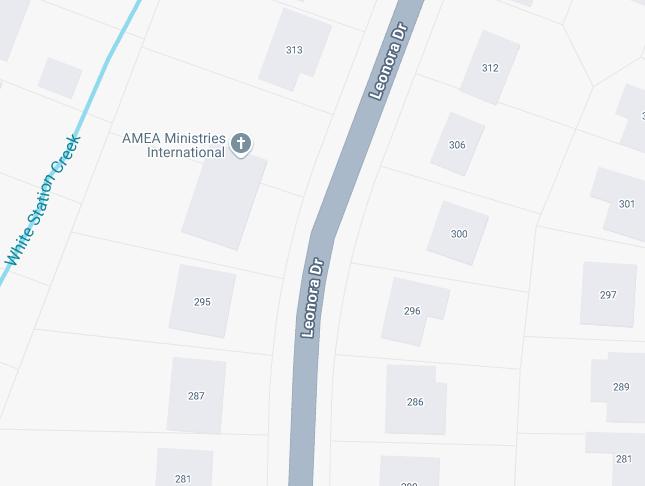 313
Leonora Dr
312
AMEA Ministries
International
306
White Station Creek
301
300
Leonora Dr
295
296
297
287
286
289
281
281